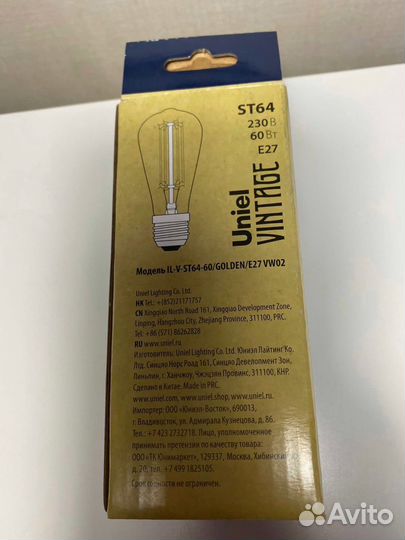 ST64
230 В
60 Вт
E27
Uniel
VINTAGE
Модель IL-V-ST64-60/GOLDEN/E27 VW02
Uniel Lighting Co. Ltd.
HK Tel.: +(852)21171757
CN Xingqiao North Road 161, Xingqiao Development Zone,
Linping, Hangzhou City, Zhejiang Province, 311100, PRC.
Tel: + 86 (571) 86262828
RU www.uniel.ru
Изготовитель: Uniel Lighting Co. Ltd. Юниэл Лайтинг Ко.
Лтд. Синцяо Норс Роад 161, Синцяо Девелопмент Зон,
Линьпин, г. Ханчжоу, Чжэцзян Провинс, 311100, КНР.
Сделано в Китае. Made in PRC.
www.uniel.ru, www.uniel.shop, www.uniel.ua
Импортер: ООО «Юниэл-Восток», 690013,
г. Владивосток, ул. Адмирала Кузнецова, д. 86.
Тел.: +7 423 2732718. Лицо, уполномоченное
принимать претензии по качеству товара:
ООО «ТК Юнимаркет», 129337, Москва, Хибинский
д. 20, тел. +7 499 1825105.
Срок годности не ограничен.
Avito